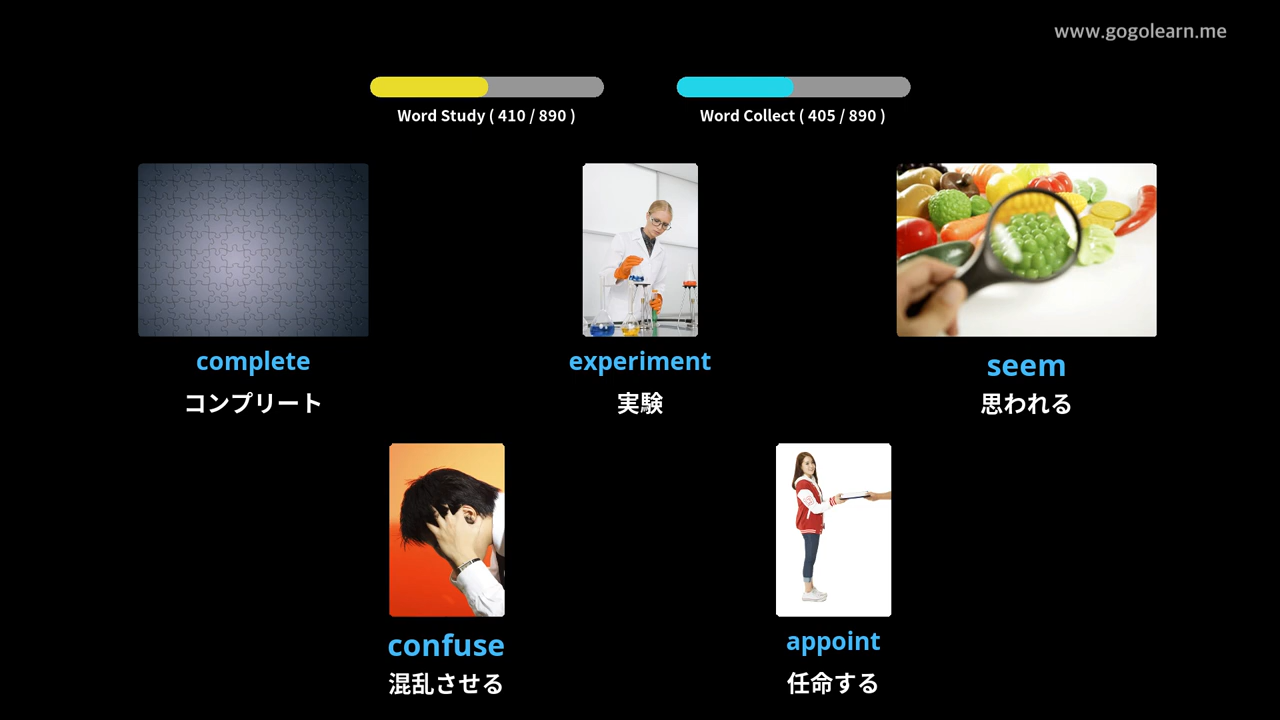 www.gogolearn.me
Word Study ( 410 / 890 )
Word Collect ( 405 / 890 )
complete
コンプリート
experiment
実験
seem
思われる
confuse
混乱させる
appoint
任命する